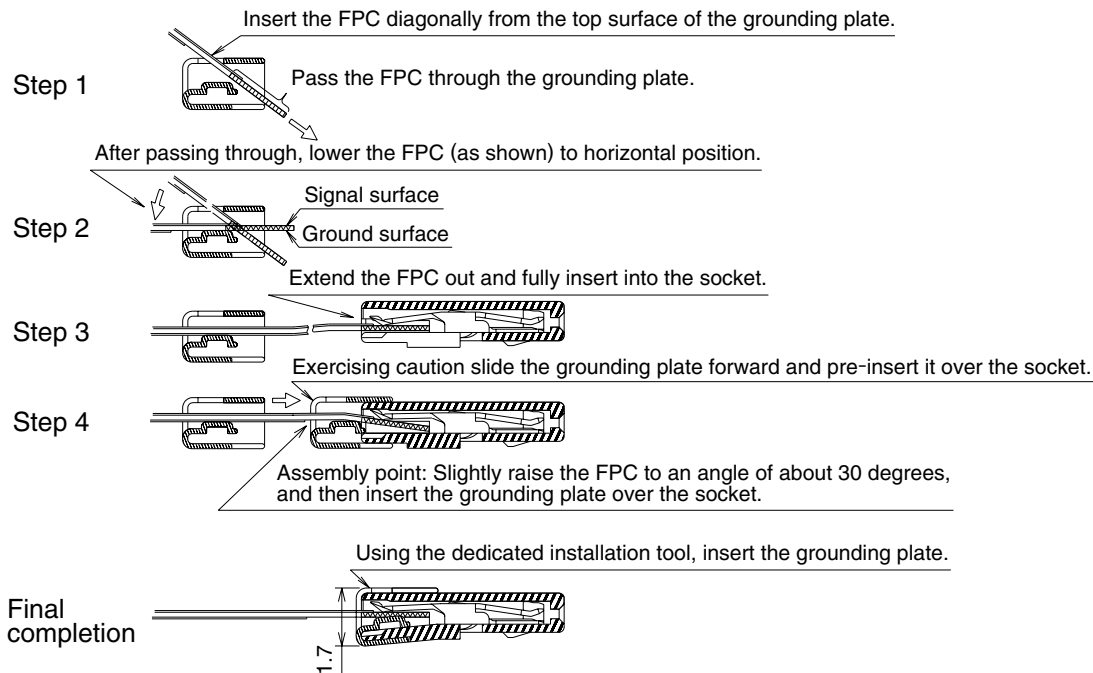 Insert the FPC diagonally from the top surface of the grounding plate.
Step 1
Pass the FPC through the grounding plate.
After passing through, lower the FPC (as shown) to horizontal position.
Signal surface
Step 2
Ground surface
Extend the FPC out and fully insert into the socket.
Step 3
Exercising caution slide the grounding plate forward and pre-insert it over the socket.
Step 4
Assembly point: Slightly raise the FPC to an angle of about 30 degrees,
and then insert the grounding plate over the socket.
Using the dedicated installation tool, insert the grounding plate.
Final
completion
1.7